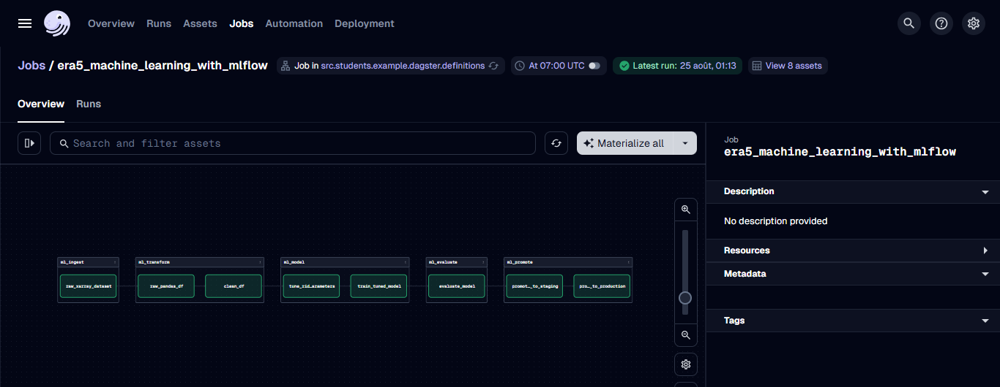 Overview Runs Assets Jobs Automation Deployment
Jobs / era5_machine_learning_with_mlflow Job in src.students.example.dagster.definitions At 07:00 UTC Latest run: 25 août, 01:13 View 8 assets
Overview Runs
Search and filter assets Materialize all
Job
era5_machine_learning_with_mlflow
Description
No description provided
Resources
Metadata
Tags
ml_ingest ml_transform ml_model ml_evaluate ml_promote
raw_xarray_dataset raw_pandas_df clean_df tune_rid…arameters train_tuned_model evaluate_model promot…_to_staging pro…_to_production